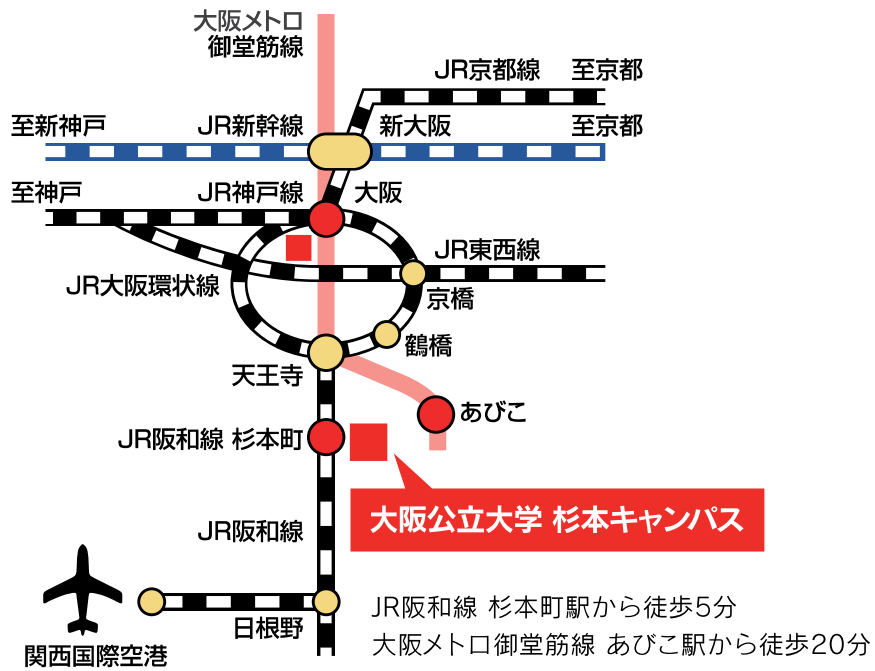 大阪メトロ
御堂筋線
JR京都線 至京都
至新神戸 JR新幹線 新大阪 至京都
至神戸 JR神戸線 大阪
JR東西線
JR大阪環状線 京橋
鶴橋
天王寺
あびこ
JR阪和線 杉本町
大阪公立大学 杉本キャンパス
JR阪和線
日根野
関西国際空港
JR阪和線 杉本町駅から徒歩5分
大阪メトロ御堂筋線 あびこ駅から徒歩20分